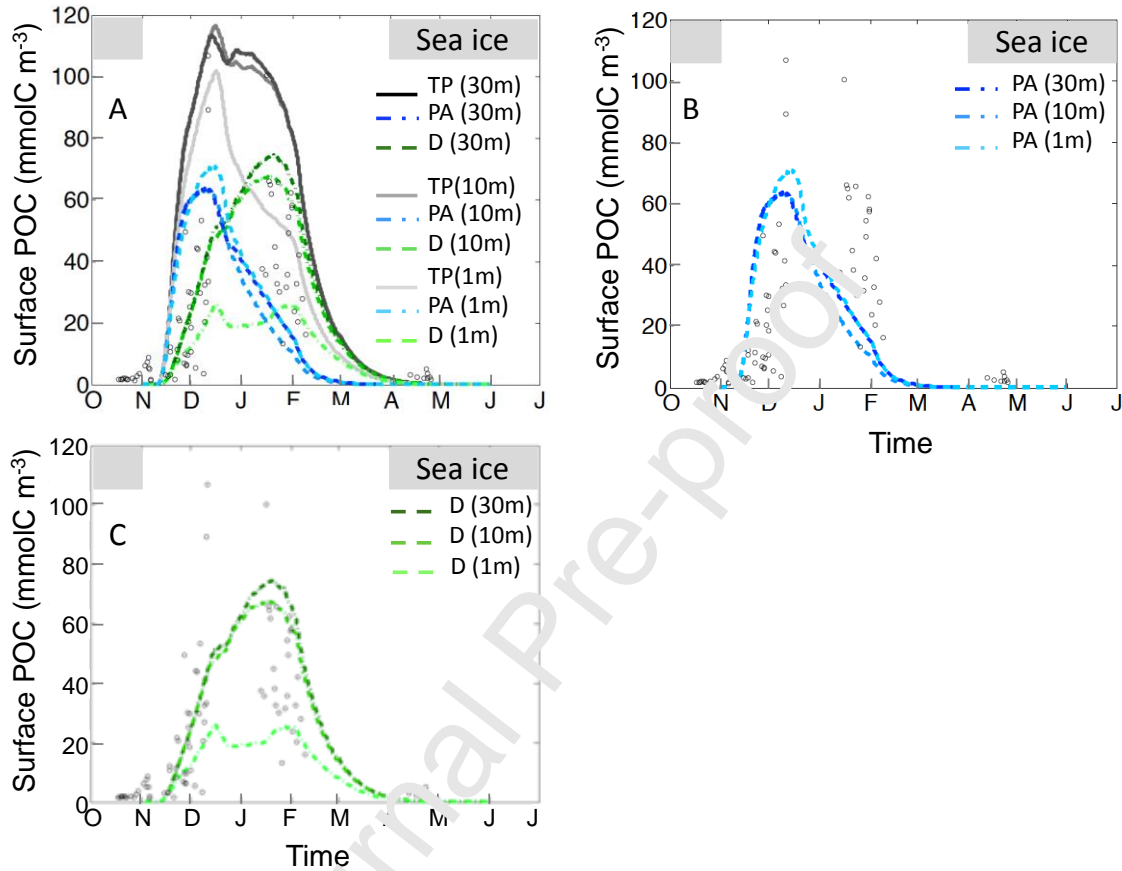 120
100
80
60
40
20
0
Surface POC (mmolC m-3)
A
Sea ice
TP (30m)
PA (30m)
D (30m)
TP(10m)
PA (10m)
D (10m)
TP(1m)
PA (1m)
D (1m)
O N D J F M A M J J
120
100
80
60
40
20
0
Surface POC (mmolC m-3)
B
Sea ice
PA (30m)
PA (10m)
PA (1m)
O N D J F M A M J J
Time
120
100
80
60
40
20
0
Surface POC (mmolC m-3)
C
Sea ice
D (30m)
D (10m)
D (1m)
O N D J F M M J J
Time
rnal Pre-proof